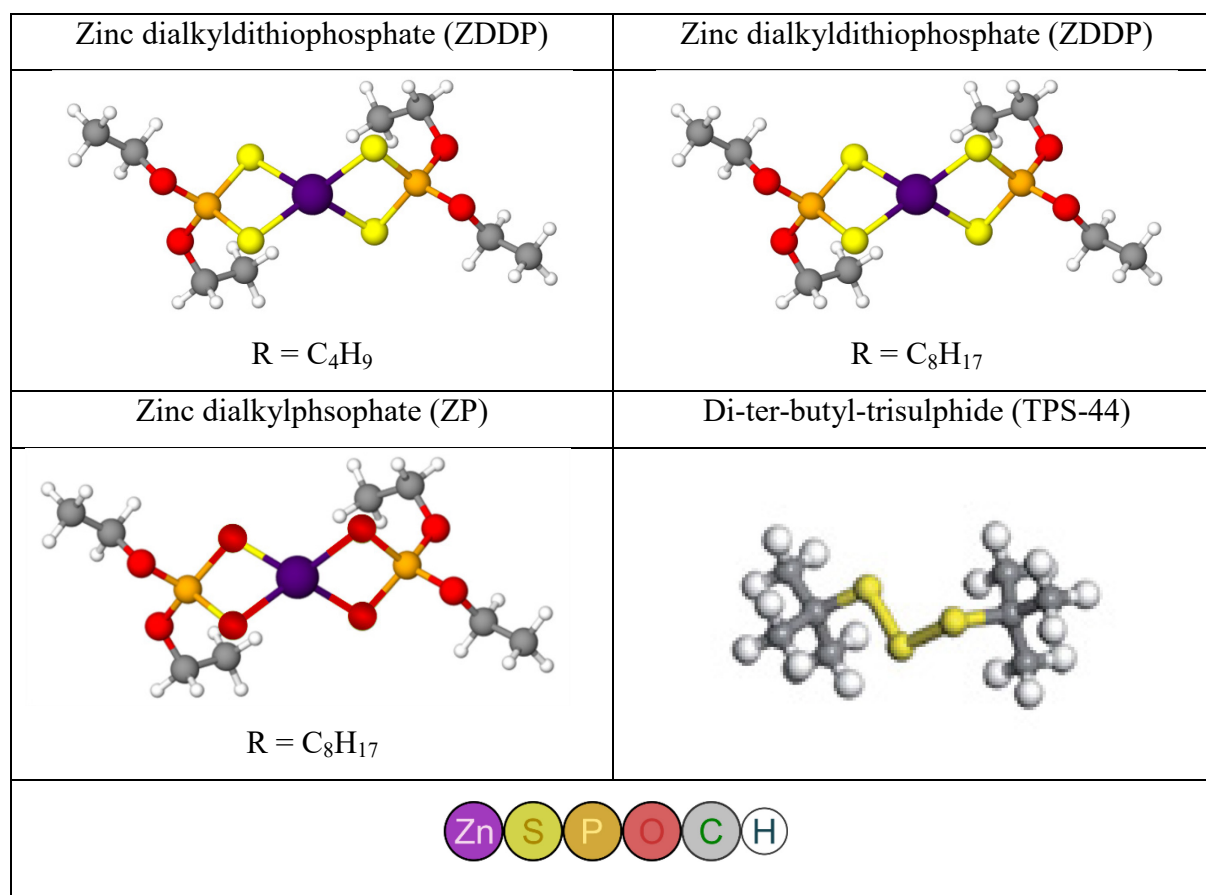 Zinc dialkyldithiophosphate (ZDDP)
Zinc dialkyldithiophosphate (ZDDP)
R = C₄H₉
R = C₈H₁₇
Zinc dialkylphsophate (ZP)
Di-ter-butyl-trisulphide (TPS-44)
R = C₈H₁₇
Zn S P O C H